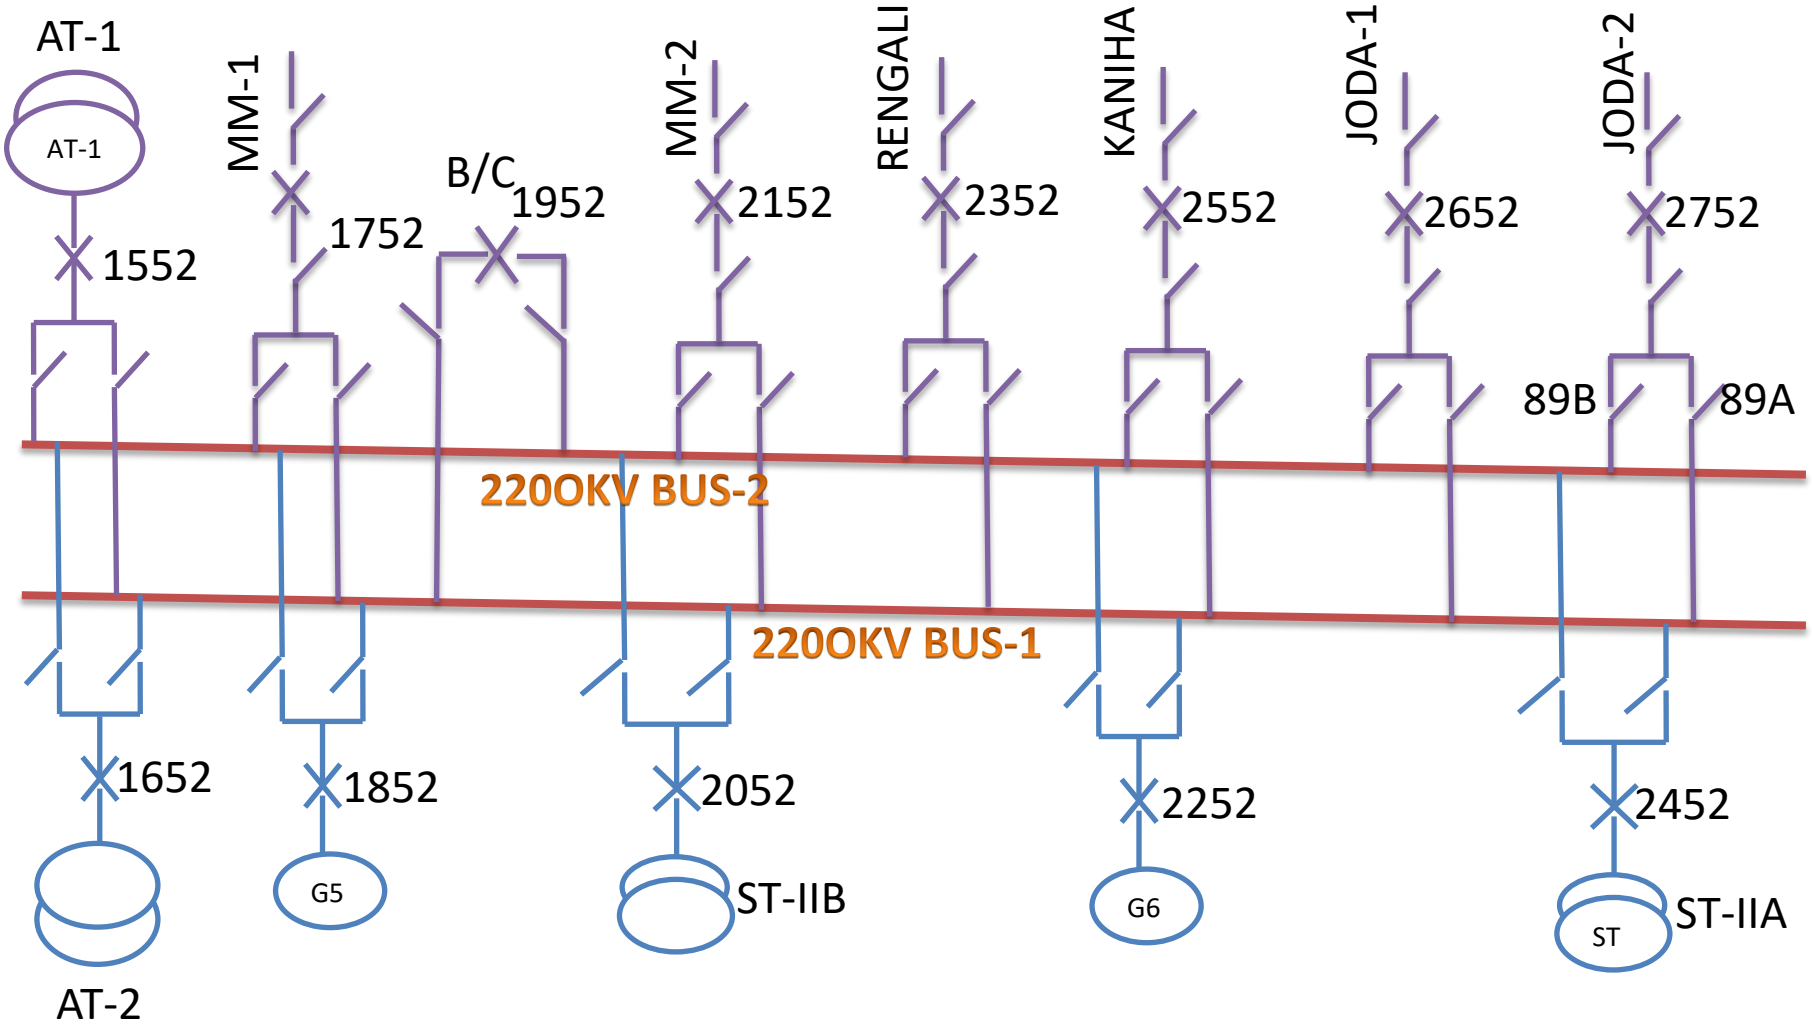 AT-1
AT-1
1552
MM-1
1752
B/C
1952
MM-2
2152
RENGALI
2352
KANIHA
2552
JODA-1
2652
JODA-2
2752
89B
89A
220OKV BUS-2
220OKV BUS-1
1652
AT-2
1852
G5
2052
ST-IIB
2252
G6
2452
ST
ST-IIA